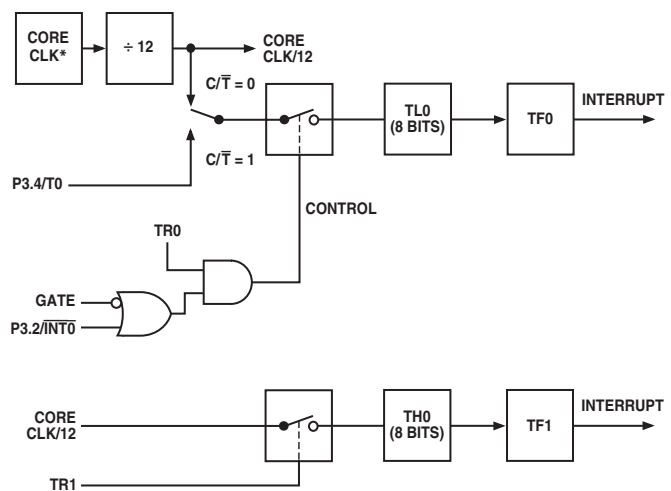 CORE
CLK*
÷ 12
CORE
CLK/12
C/T̅ = 0
C/T̅ = 1
P3.4/T0
TL0
(8 BITS)
TF0
INTERRUPT
CONTROL
TR0
GATE
P3.2/I̅N̅T̅0̅
CORE
CLK/12
TR1
TH0
(8 BITS)
TF1
INTERRUPT